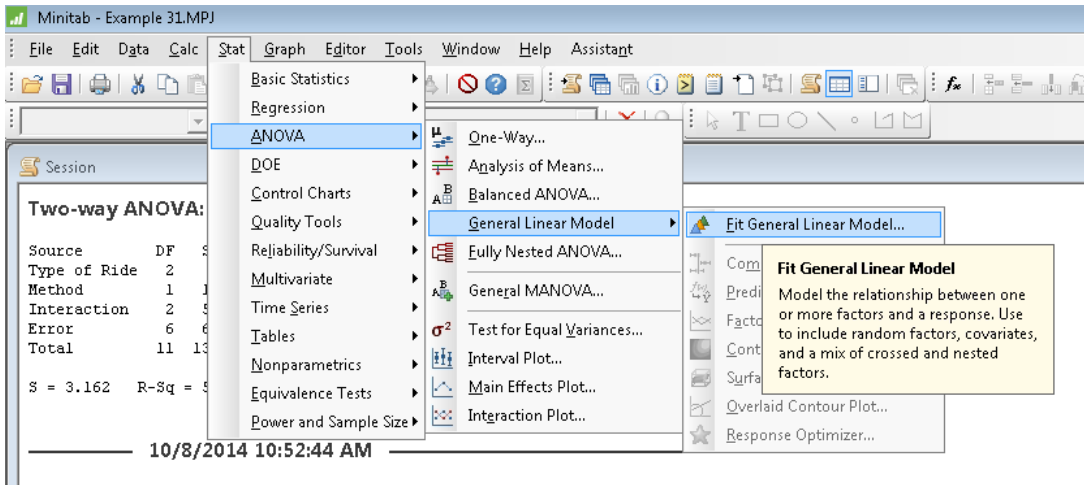 Minitab - Example 31.MPJ
File Edit Data Calc Stat Graph Editor Tools Window Help Assistant
Basic Statistics
Regression
ANOVA
DOE
Control Charts
Quality Tools
Reliability/Survival
Multivariate
Time Series
Tables
Nonparametrics
Equivalence Tests
Power and Sample Size
One-Way...
Analysis of Means...
Balanced ANOVA...
General Linear Model
Fully Nested ANOVA...
General MANOVA...
σ² Test for Equal Variances...
Interval Plot...
Main Effects Plot...
Interaction Plot...
Fit General Linear Model...
Com
Predi
Facto
Cont
Surfa
Overlaid Contour Plot...
Response Optimizer...
Fit General Linear Model
Model the relationship between one
or more factors and a response. Use
to include random factors, covariates,
and a mix of crossed and nested
factors.
Session
Two-way ANOVA:
Source DF
Type of Ride 2
Method 1
Interaction 2
Error 6
Total 11
S = 3.162 R-Sq =
10/8/2014 10:52:44 AM